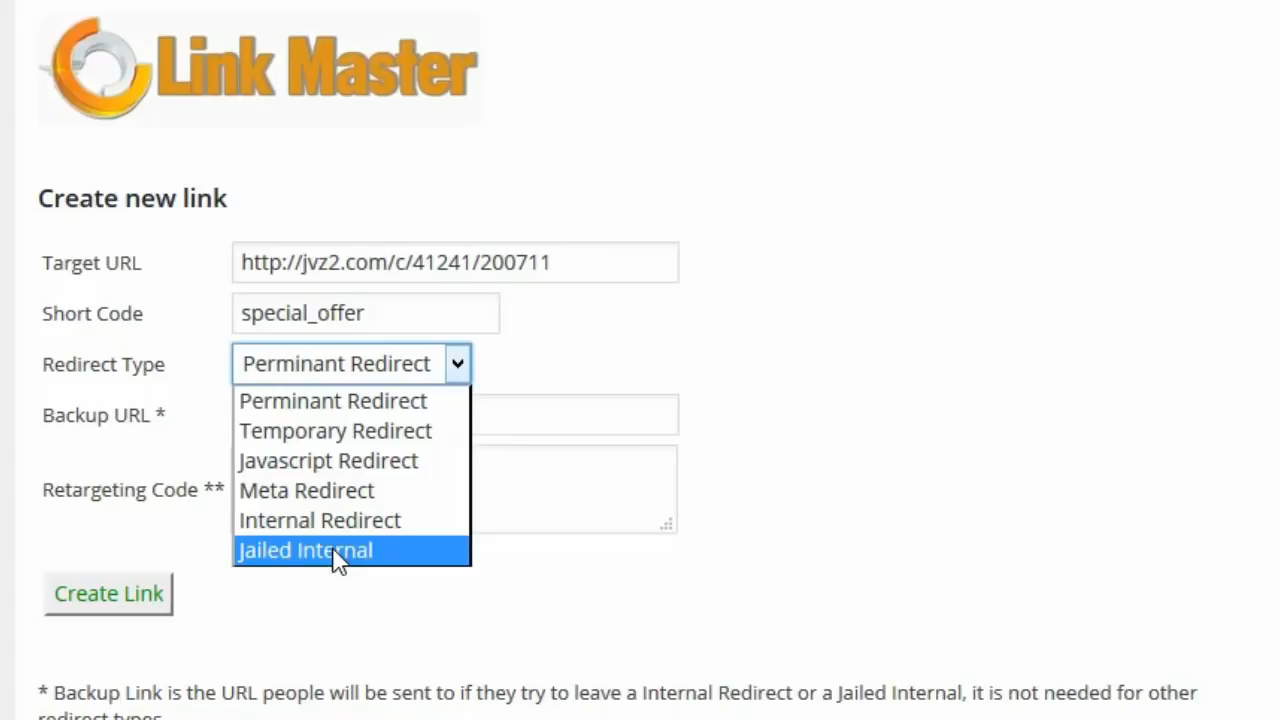 Link Master
Create new link
Target URL http://jvz2.com/c/41241/200711
Short Code special_offer
Redirect Type Perminant Redirect
Perminant Redirect
Backup URL *
Temporary Redirect
Javascript Redirect
Retargeting Code **
Meta Redirect
Internal Redirect
Jailed Internal
Create Link
* Backup Link is the URL people will be sent to if they try to leave a Internal Redirect or a Jailed Internal, it is not needed for other
redirect types